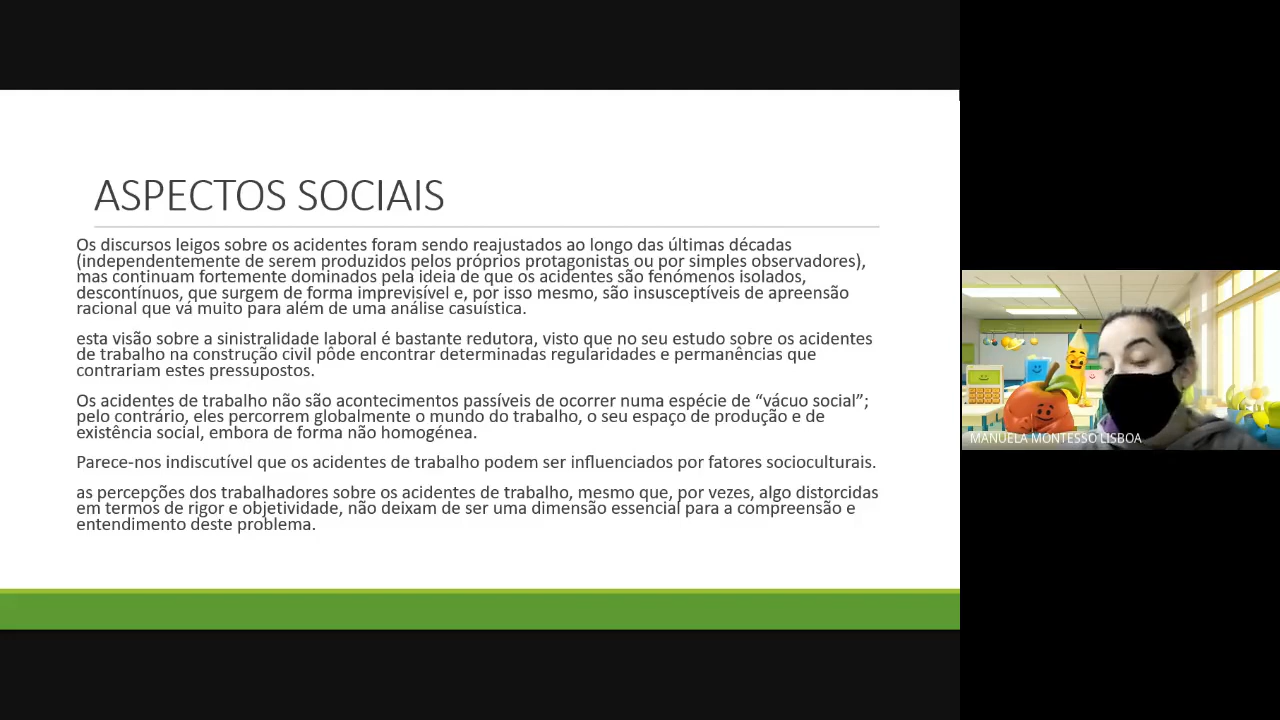 ASPECTOS SOCIAIS
Os discursos leigos sobre os acidentes foram sendo reajustados ao longo das últimas décadas
(independentemente de serem produzidos pelos próprios protagonistas ou por simples observadores),
mas continuam fortemente dominados pela ideia de que os acidentes são fenómenos isolados,
descontínuos, que surgem de forma imprevisível e, por isso mesmo, são insusceptíveis de apreensão
racional que vá muito para além de uma análise casuística.
esta visão sobre a sinistralidade laboral é bastante redutora, visto que no seu estudo sobre os acidentes
de trabalho na construção civil pôde encontrar determinadas regularidades e permanências que
contrariam estes pressupostos.
Os acidentes de trabalho não são acontecimentos passíveis de ocorrer numa espécie de “vácuo social”;
pelo contrário, eles percorrem globalmente o mundo do trabalho, o seu espaço de produção e de
existência social, embora de forma não homogénea.
Parece-nos indiscutível que os acidentes de trabalho podem ser influenciados por fatores socioculturais.
as percepções dos trabalhadores sobre os acidentes de trabalho, mesmo que, por vezes, algo distorcidas
em termos de rigor e objetividade, não deixam de ser uma dimensão essencial para a compreensão e
entendimento deste problema.
MANUELA MONTESSO LISBOA